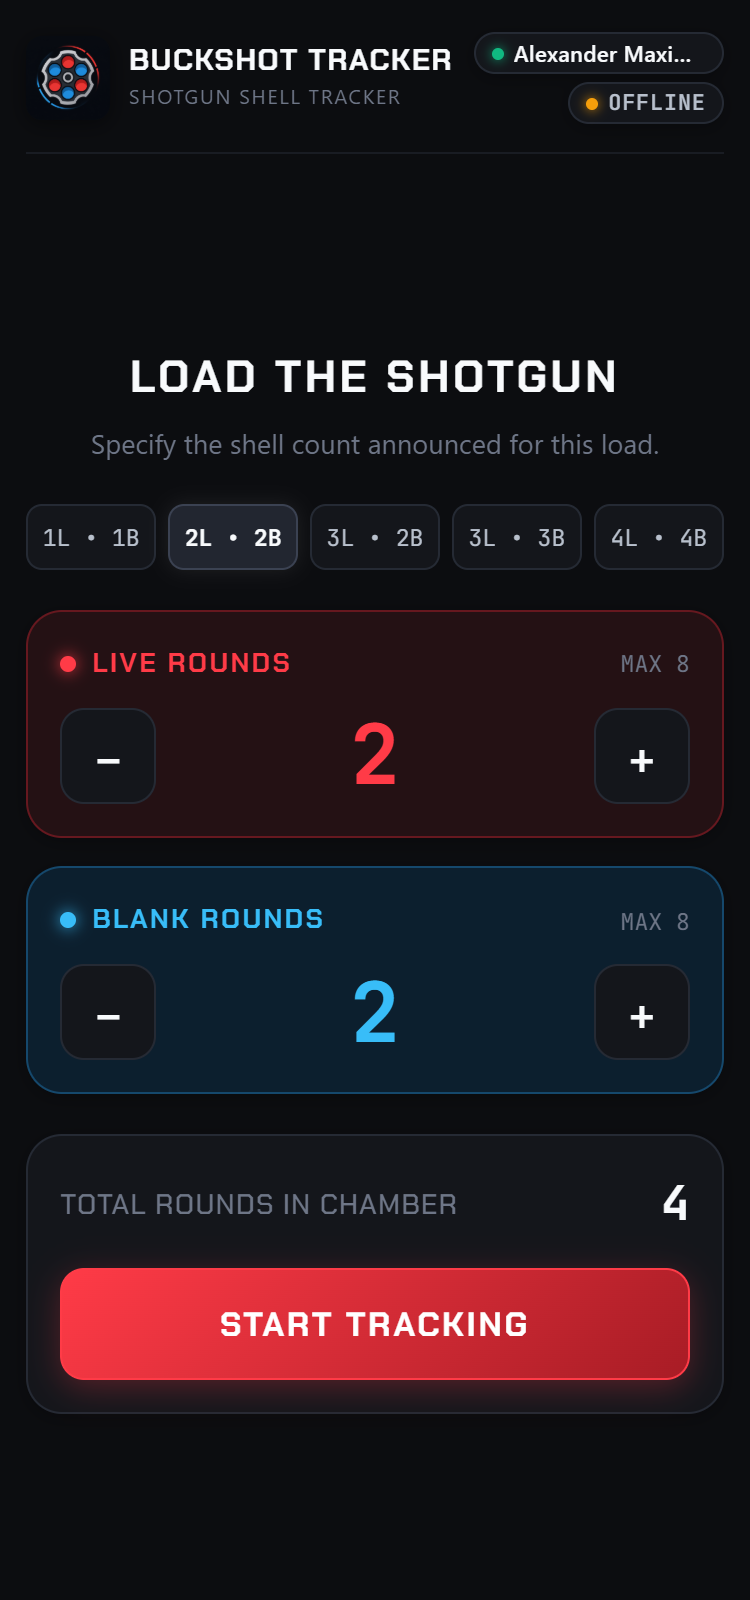 BUCKSHOT TRACKER
SHOTGUN SHELL TRACKER
Alexander Maxi...
OFFLINE
LOAD THE SHOTGUN
Specify the shell count announced for this load.
1L • 1B
2L • 2B
3L • 2B
3L • 3B
4L • 4B
LIVE ROUNDS
MAX 8
– 2 +
BLANK ROUNDS
MAX 8
– 2 +
TOTAL ROUNDS IN CHAMBER 4
START TRACKING